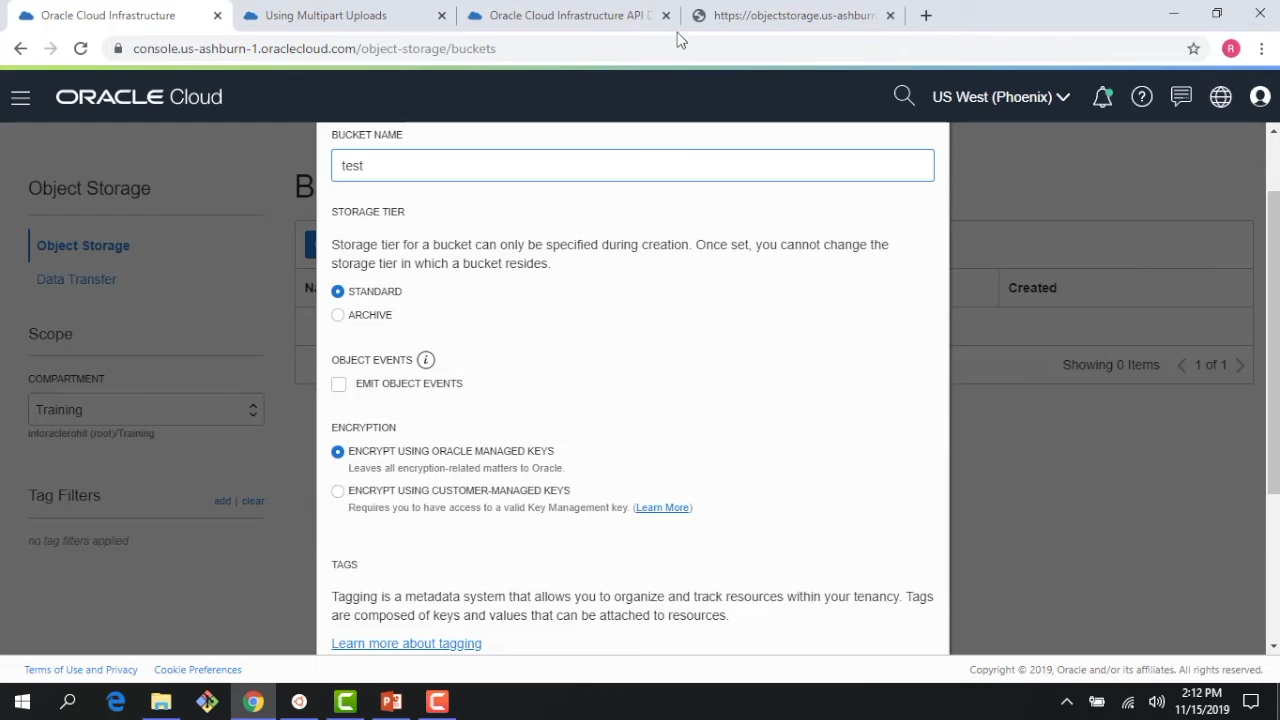 Oracle Cloud Infrastructure
Using Multipart Uploads
Oracle Cloud Infrastructure API D
https://objectstorage.us-ashburn
console.us-ashburn-1.oraclecloud.com/object-storage/buckets
R
ORACLE Cloud
US West (Phoenix)
Object Storage
Object Storage
Data Transfer
Scope
COMPARTMENT
Training
intoraclerohit (root)/Training
Tag Filters
add | clear
no tag filters applied
B
BUCKET NAME
test
STORAGE TIER
Storage tier for a bucket can only be specified during creation. Once set, you cannot change the
storage tier in which a bucket resides.
STANDARD
ARCHIVE
OBJECT EVENTS
EMIT OBJECT EVENTS
ENCRYPTION
ENCRYPT USING ORACLE MANAGED KEYS
Leaves all encryption-related matters to Oracle.
ENCRYPT USING CUSTOMER-MANAGED KEYS
Requires you to have access to a valid Key Management key. (Learn More)
TAGS
Tagging is a metadata system that allows you to organize and track resources within your tenancy. Tags
are composed of keys and values that can be attached to resources.
Learn more about tagging
Na
Created
Showing 0 Items
1 of 1
Terms of Use and Privacy
Cookie Preferences
Copyright © 2019, Oracle and/or its affiliates. All rights reserved.
2:12 PM
11/15/2019